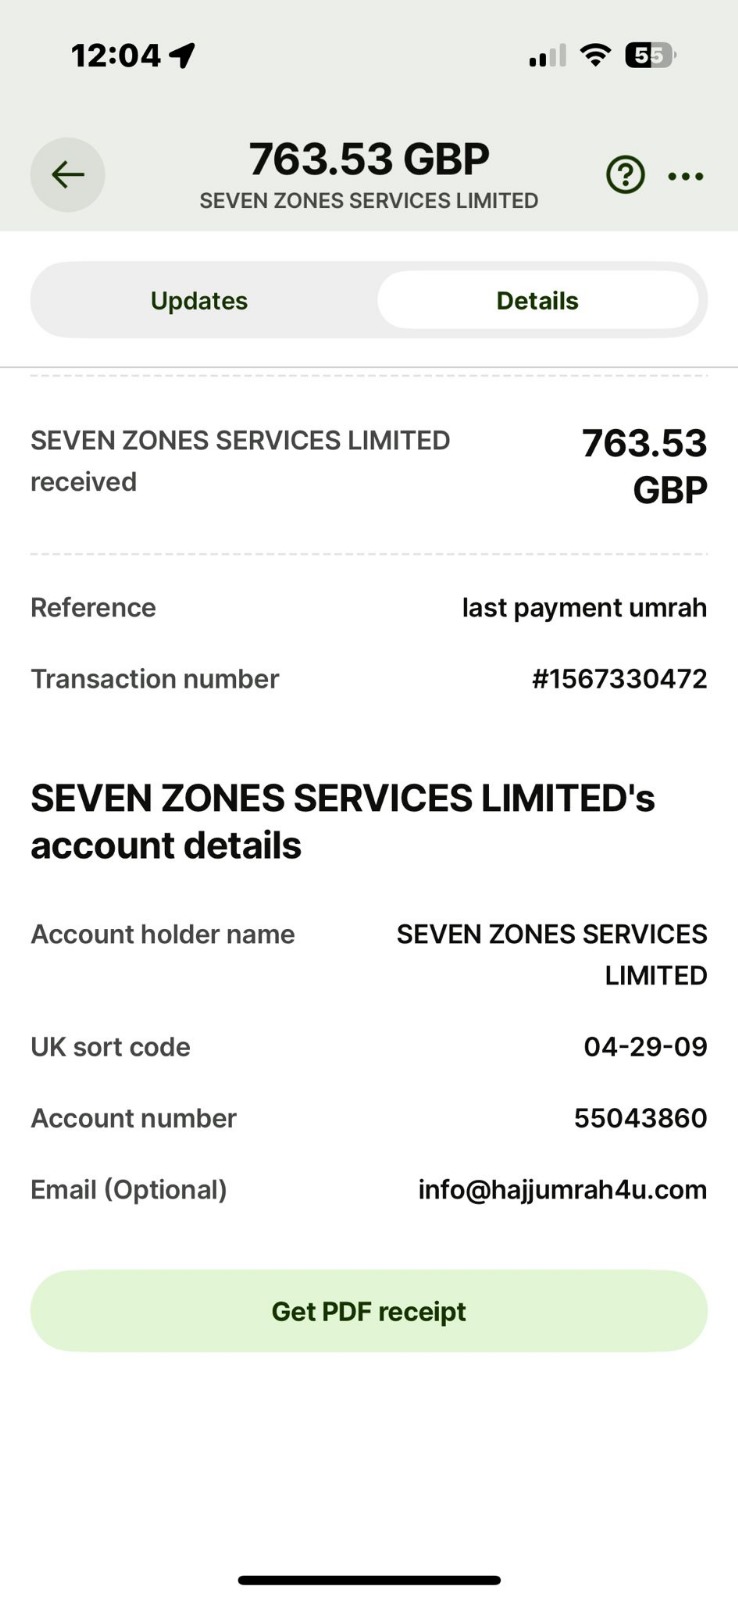 12:04
55
763.53 GBP
SEVEN ZONES SERVICES LIMITED
Updates
Details
SEVEN ZONES SERVICES LIMITED
received
763.53
GBP
Reference
last payment umrah
Transaction number
#1567330472
SEVEN ZONES SERVICES LIMITED's
account details
Account holder name
SEVEN ZONES SERVICES
LIMITED
UK sort code
04-29-09
Account number
55043860
Email (Optional)
info@hajjumrah4u.com
Get PDF receipt